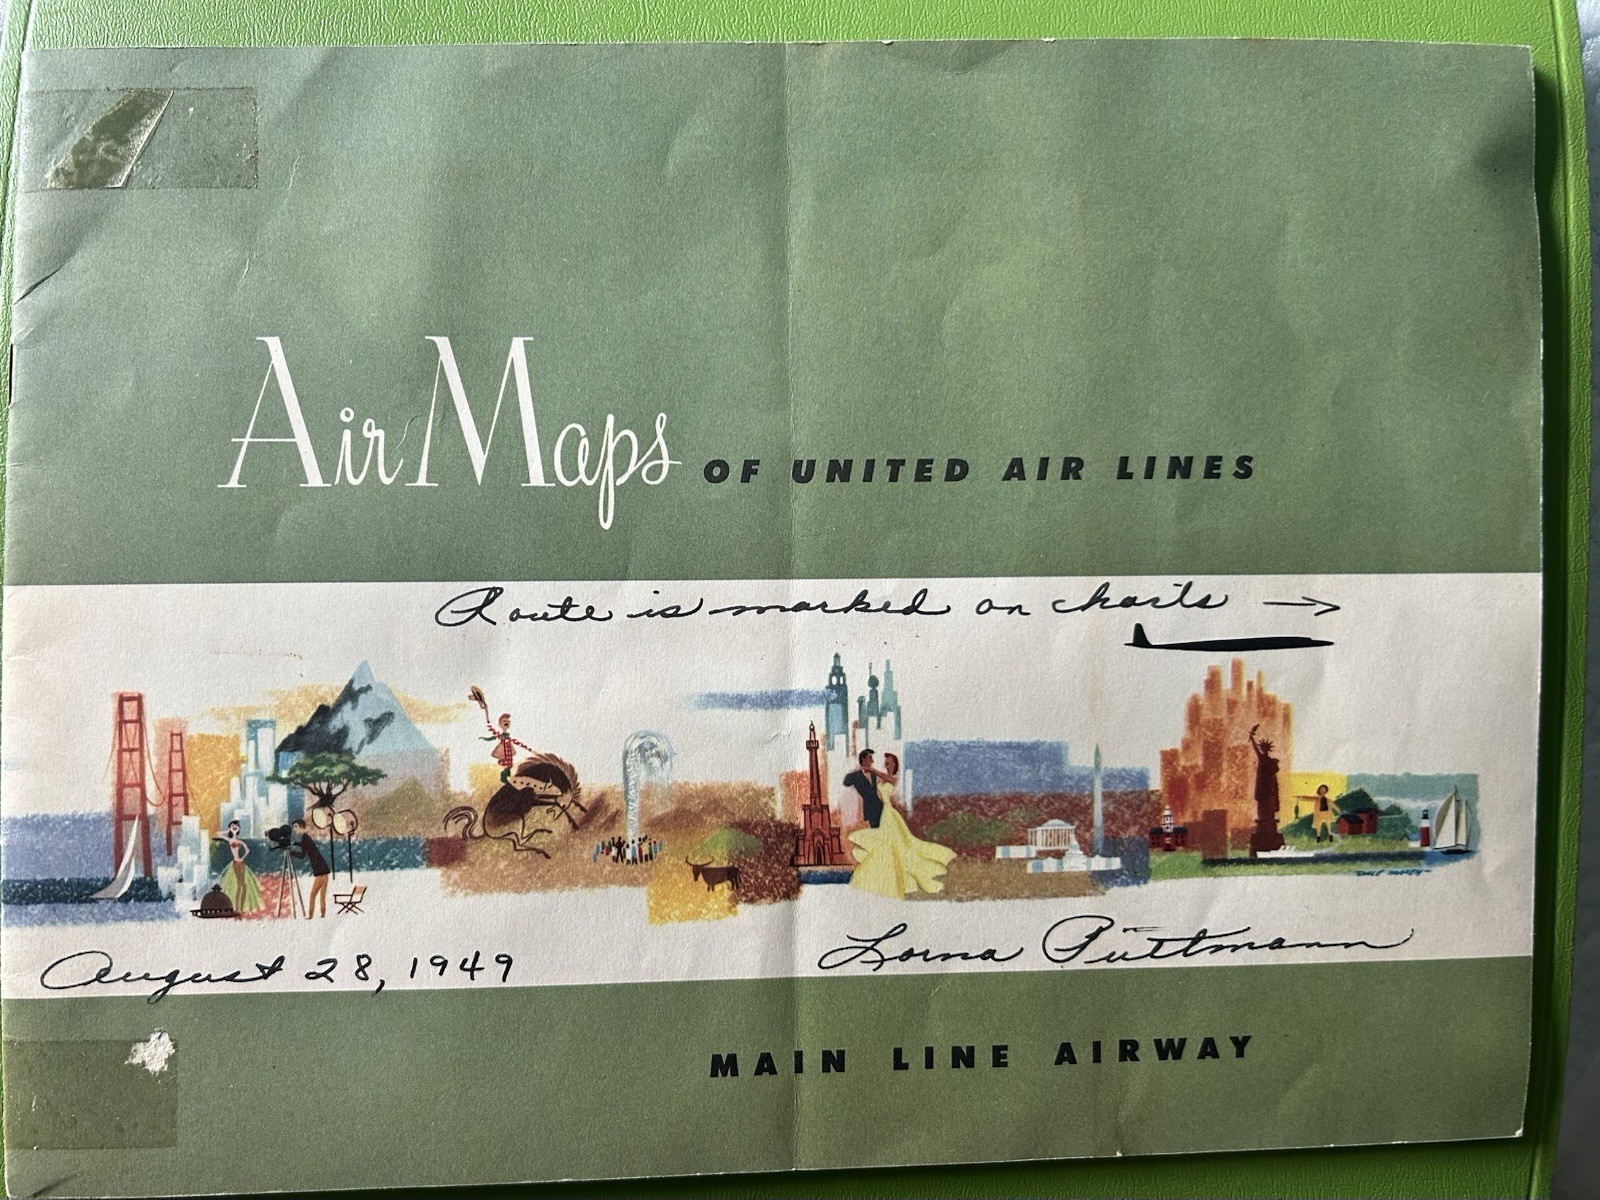 Air Maps OF UNITED AIR LINES
Route is marked on charts →
August 28, 1949
Lorna Püttmann
MAIN LINE AIRWAY